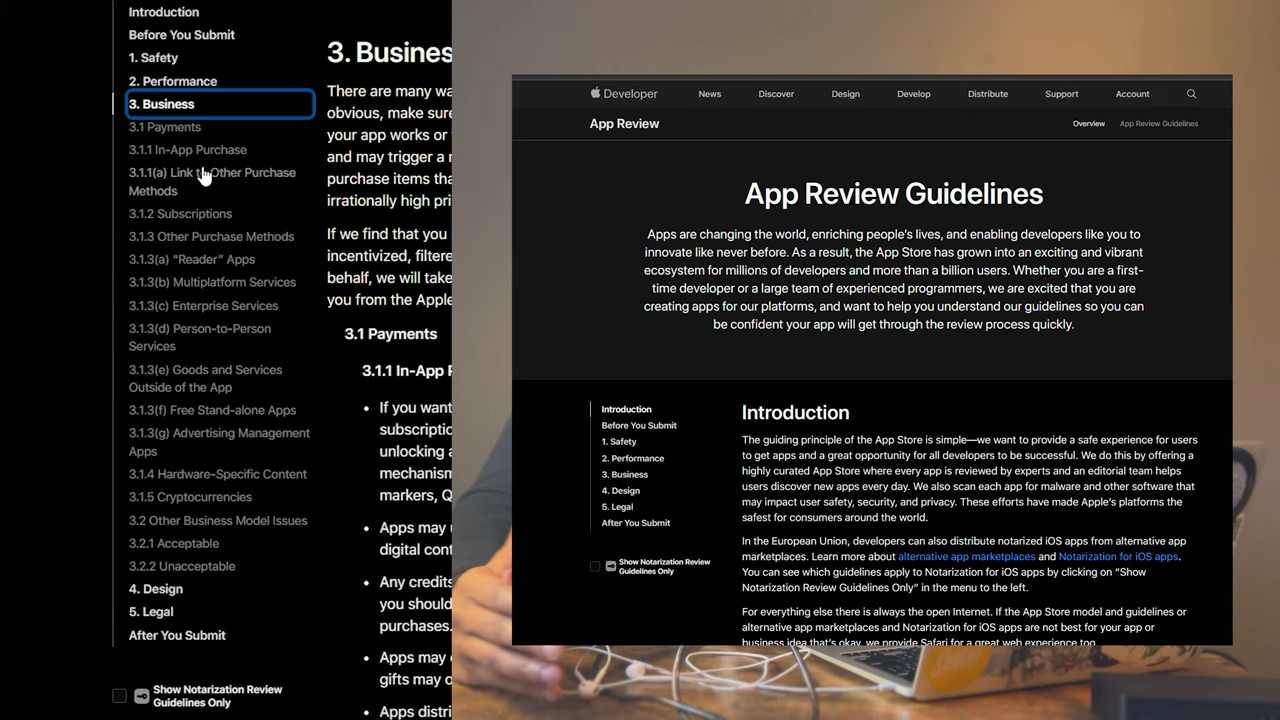 Introduction
Before You Submit
1. Safety
2. Performance
3. Business
3.1 Payments
3.1.1 In-App Purchase
3.1.1(a) Link to Other Purchase
Methods
3.1.2 Subscriptions
3.1.3 Other Purchase Methods
3.1.3(a) “Reader” Apps
3.1.3(b) Multiplatform Services
3.1.3(c) Enterprise Services
3.1.3(d) Person-to-Person
Services
3.1.3(e) Goods and Services
Outside of the App
3.1.3(f) Free Stand-alone Apps
3.1.3(g) Advertising Management
Apps
3.1.4 Hardware-Specific Content
3.1.5 Cryptocurrencies
3.2 Other Business Model Issues
3.2.1 Acceptable
3.2.2 Unacceptable
4. Design
5. Legal
After You Submit
Show Notarization Review
Guidelines Only
3. Busines
There are many wa
obvious, make sure
your app works or
and may trigger a
purchase items tha
irrationally high pri
If we find that you
incentivized, filtere
behalf, we will take
you from the Apple
3.1 Payments
3.1.1 In-App
If you want
subscriptio
unlocking
mechanism
markers, Q
Apps may
digital cont
Any credits
you should
purchases.
Apps may
gifts may o
Apps distri
Developer
News
Discover
Design
Develop
Distribute
Support
Account
App Review
Overview
App Review Guidelines
App Review Guidelines
Apps are changing the world, enriching people’s lives, and enabling developers like you to
innovate like never before. As a result, the App Store has grown into an exciting and vibrant
ecosystem for millions of developers and more than a billion users. Whether you are a first-
time developer or a large team of experienced programmers, we are excited that you are
creating apps for our platforms, and want to help you understand our guidelines so you can
be confident your app will get through the review process quickly.
Introduction
Before You Submit
1. Safety
2. Performance
3. Business
4. Design
5. Legal
After You Submit
Show Notarization Review
Guidelines Only
Introduction
The guiding principle of the App Store is simple—we want to provide a safe experience for users
to get apps and a great opportunity for all developers to be successful. We do this by offering a
highly curated App Store where every app is reviewed by experts and an editorial team helps
users discover new apps every day. We also scan each app for malware and other software that
may impact user safety, security, and privacy. These efforts have made Apple’s platforms the
safest for consumers around the world.
In the European Union, developers can also distribute notarized iOS apps from alternative app
marketplaces. Learn more about alternative app marketplaces and Notarization for iOS apps.
You can see which guidelines apply to Notarization for iOS apps by clicking on “Show
Notarization Review Guidelines Only” in the menu to the left.
For everything else there is always the open Internet. If the App Store model and guidelines or
alternative app marketplaces and Notarization for iOS apps are not best for your app or
business idea that’s okay, we provide Safari for a great web experience too.